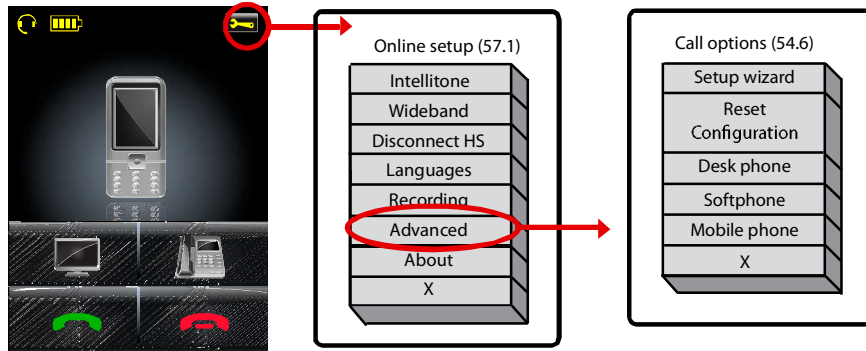 Online setup (57.1)
Intellitone
Wideband
Disconnect HS
Languages
Recording
Advanced
About
X
Call options (54.6)
Setup wizard
Reset
Configuration
Desk phone
Softphone
Mobile phone
X